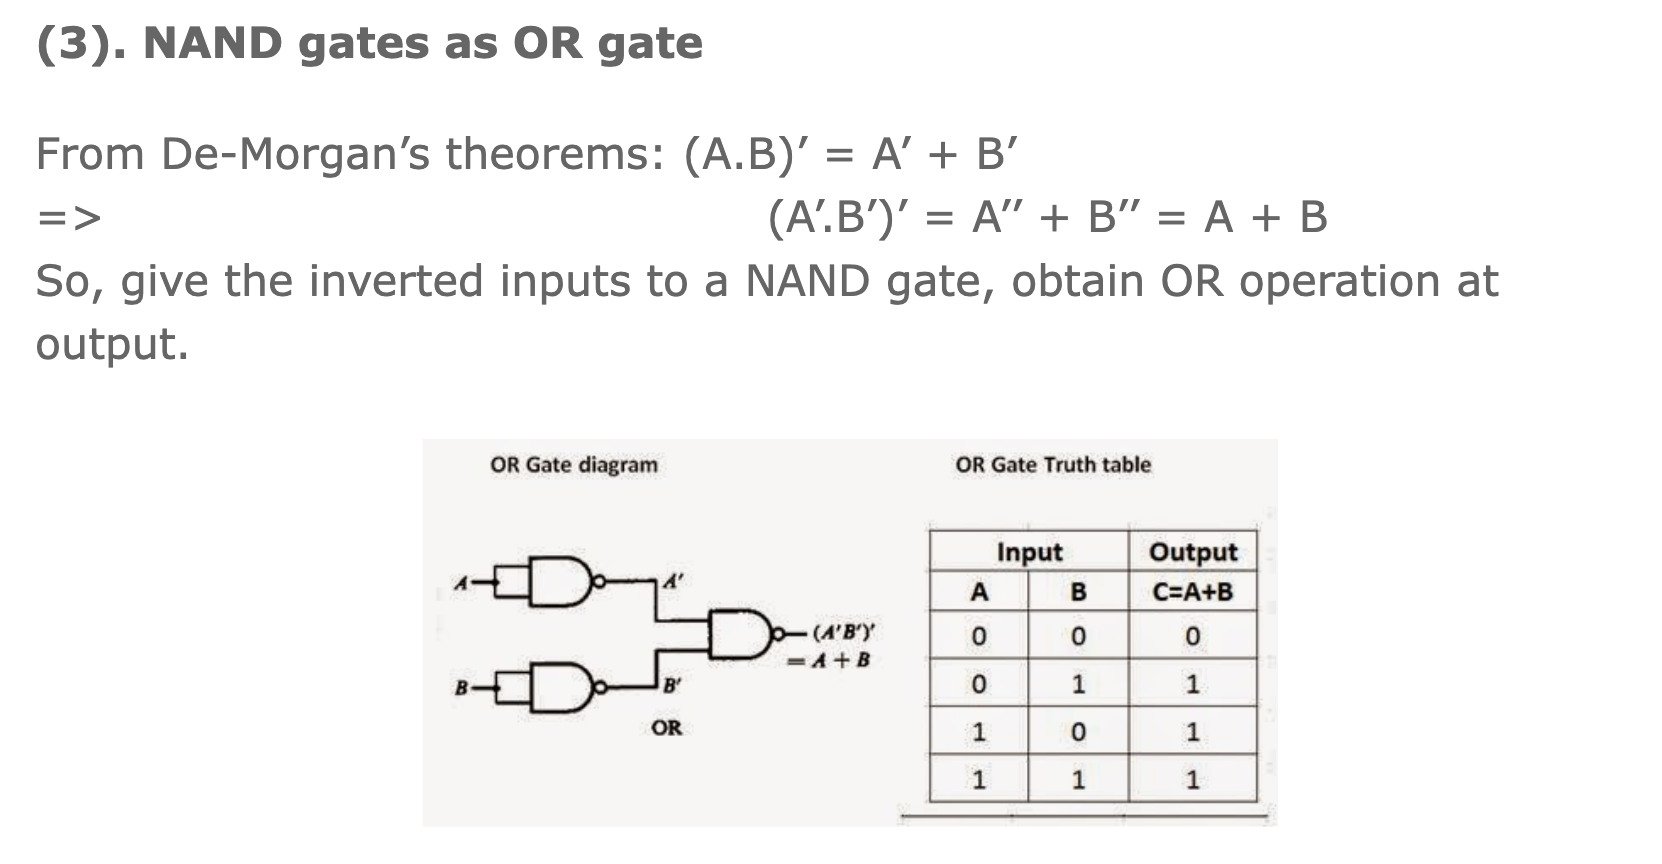 (3). NAND gates as OR gate
From De-Morgan’s theorems: (A.B)’ = A’ + B’
=> (A’.B’)’ = A’’ + B’’ = A + B
So, give the inverted inputs to a NAND gate, obtain OR operation at
output.
OR Gate diagram
A
A'
B
B'
(A'B')'
= A + B
OR
OR Gate Truth table
Input Output
A B C=A+B
0 0 0
0 1 1
1 0 1
1 1 1